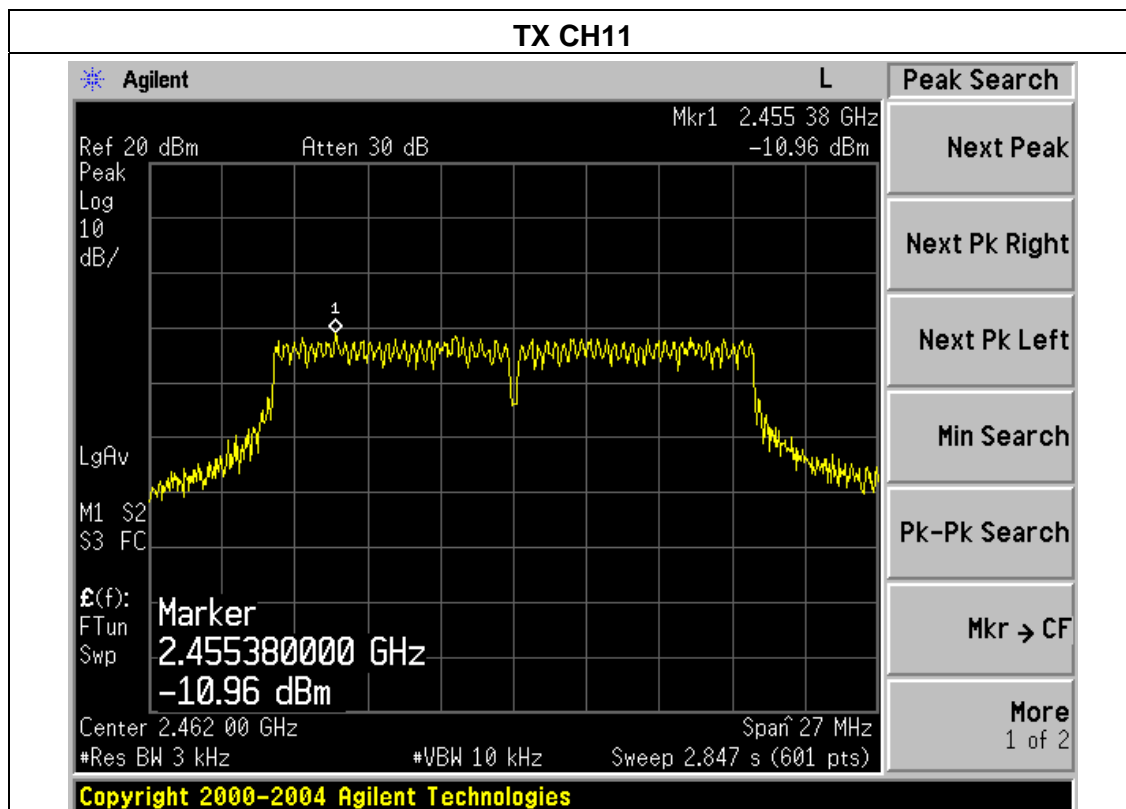 TX CH11
Agilent L Peak Search
Mkr1 2.455 38 GHz
Ref 20 dBm Atten 30 dB -10.96 dBm
Peak
Log
10
dB/
1
LgAv
M1 S2
S3 FC
£(f):
FTun
Swp
Marker
2.455380000 GHz
-10.96 dBm
Center 2.462 00 GHz Span^ 27 MHz
#Res BW 3 kHz #VBW 10 kHz Sweep 2.847 s (601 pts)
Next Peak
Next Pk Right
Next Pk Left
Min Search
Pk-Pk Search
Mkr → CF
More
1 of 2
Copyright 2000-2004 Agilent Technologies